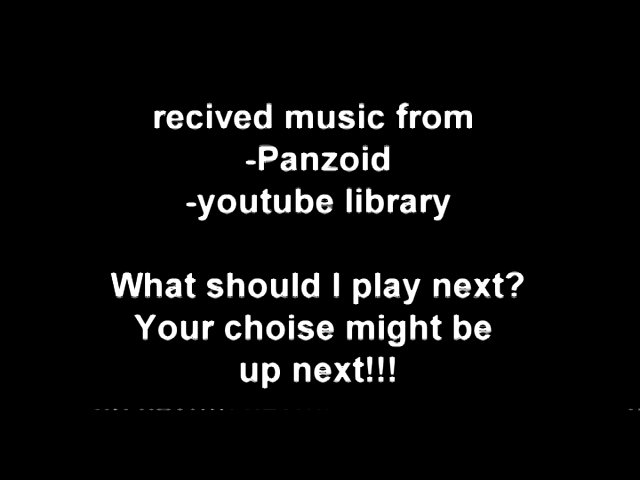 recived music from
-Panzoid
-youtube library
What should I play next?
Your choise might be
up next!!!